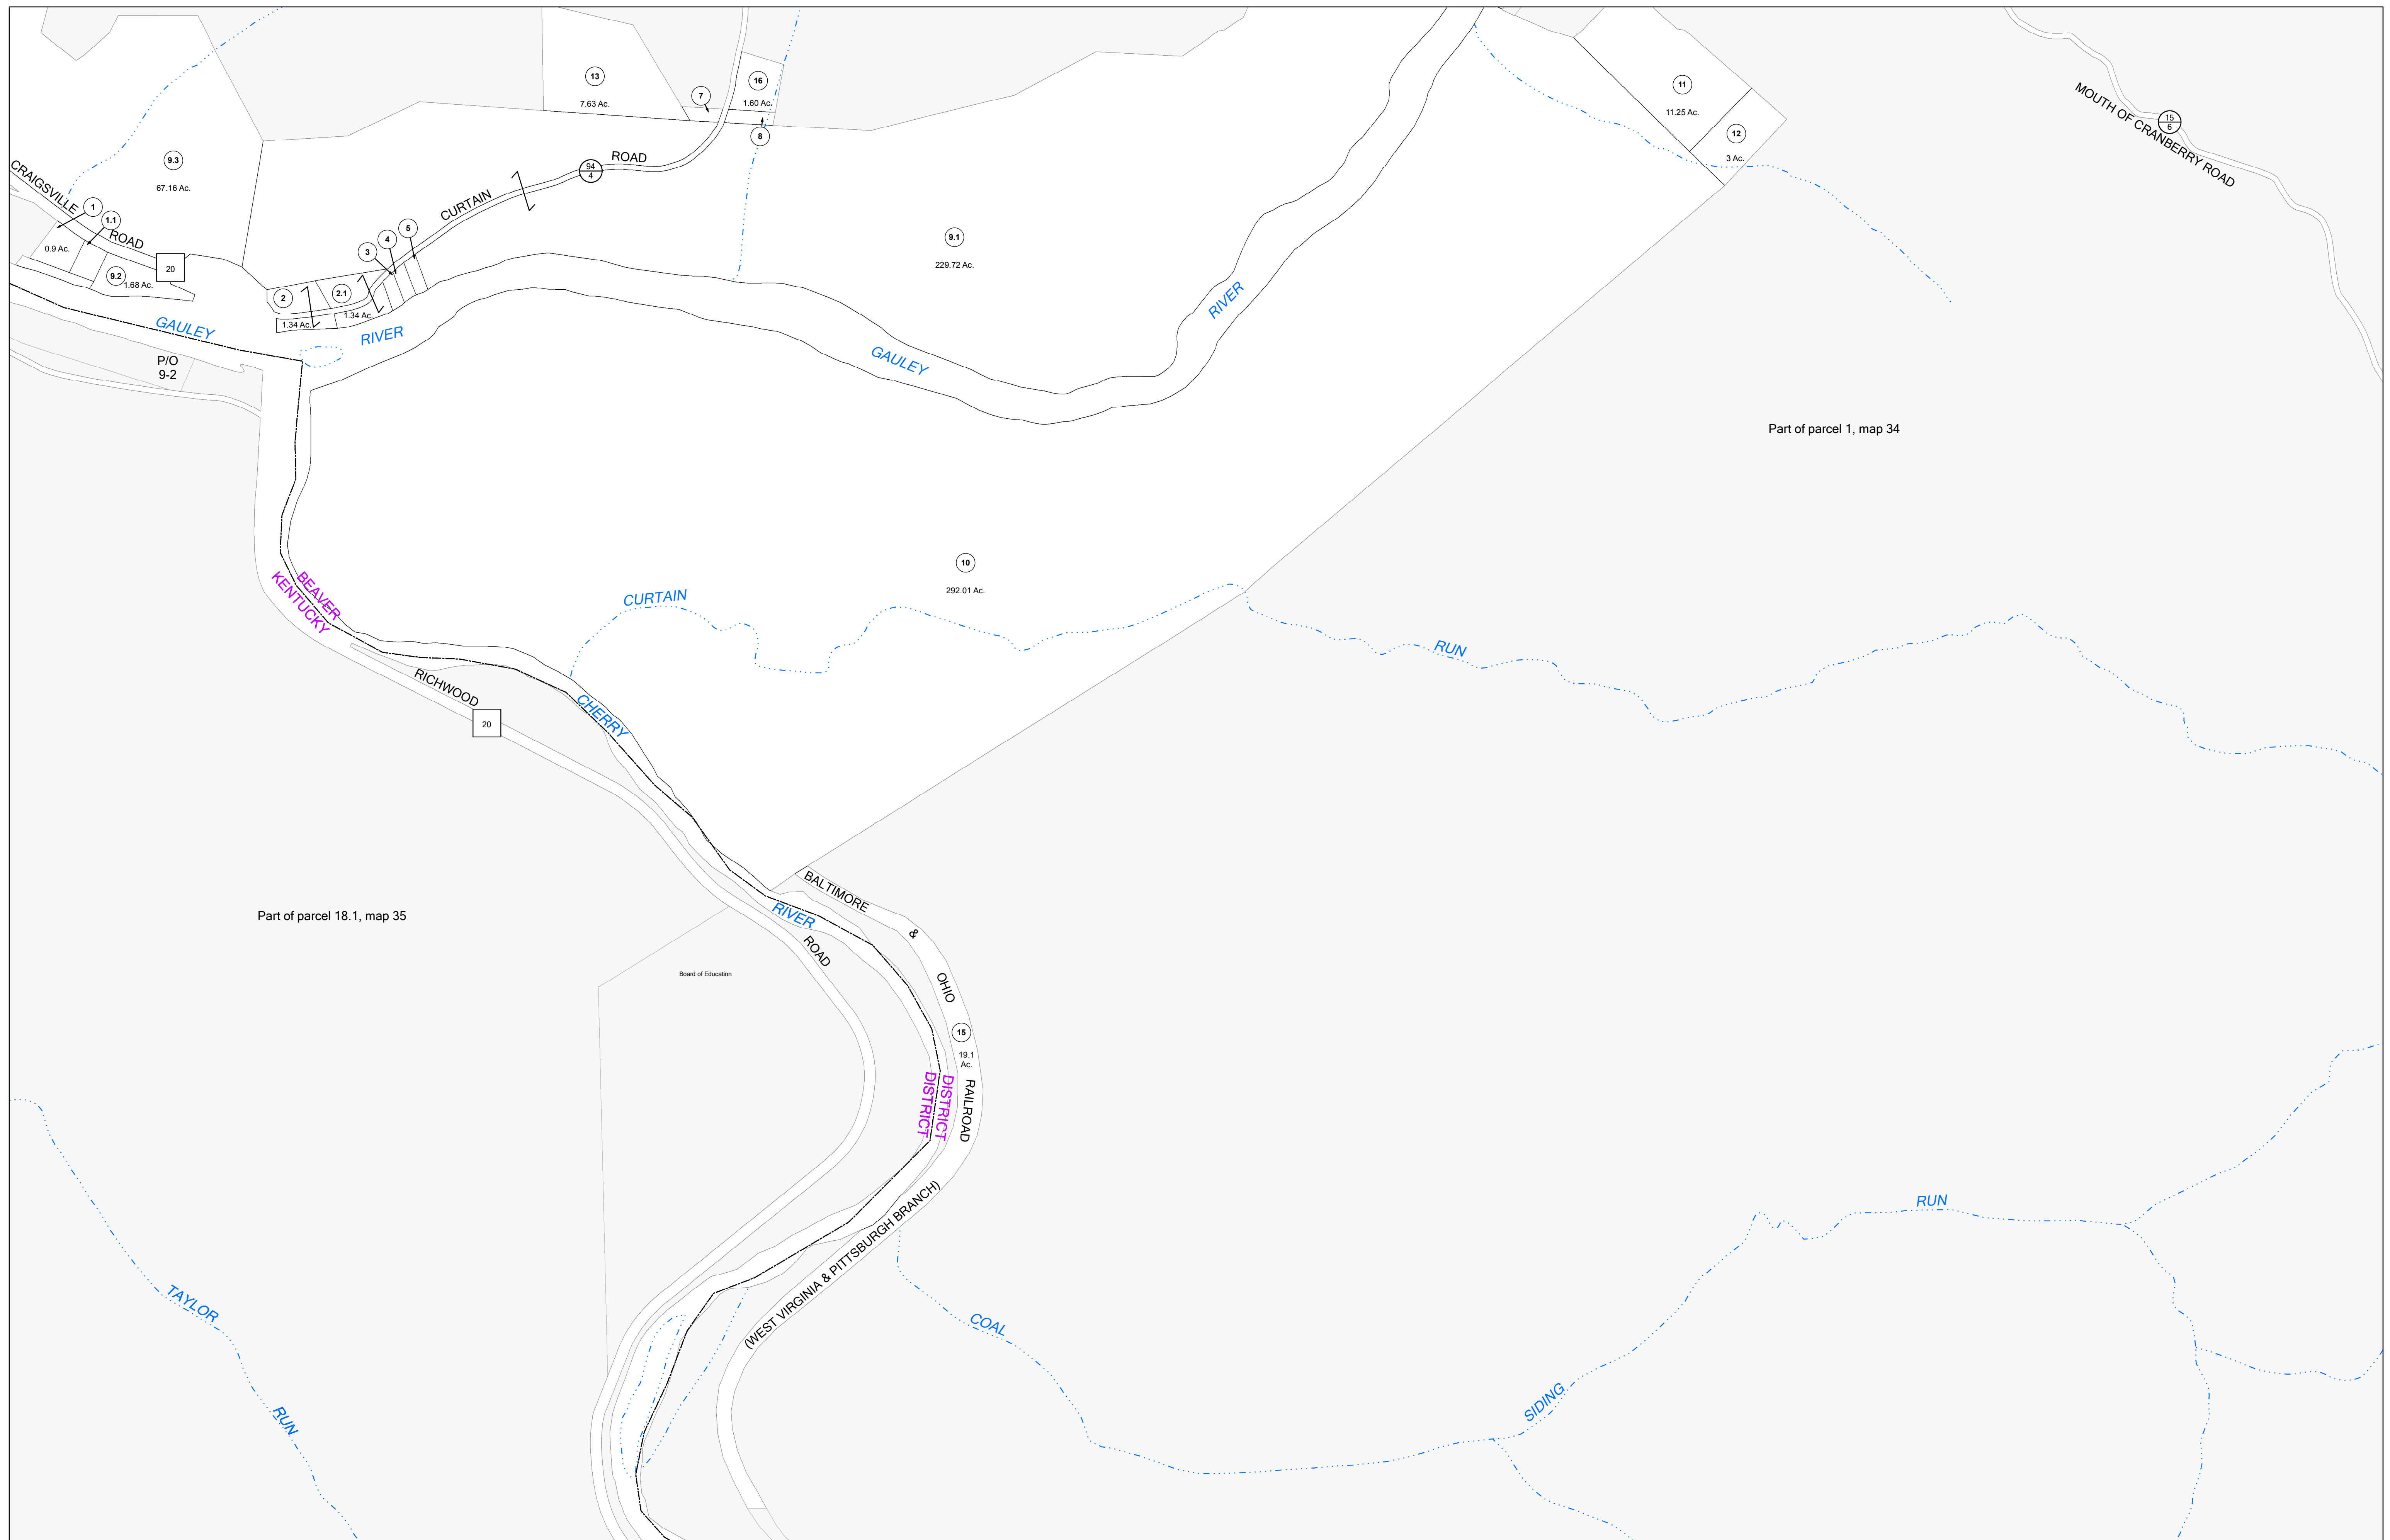 13
7.63 Ac.
7
16
1.60 Ac.
8
11
11.25 Ac.
12
3 Ac.
15
6
MOUTH OF CRANBERRY ROAD
9.3
67.16 Ac.
CRAIGSVILLE
ROAD
94
4
CURTAIN
ROAD
1
1.1
0.9 Ac.
20
9.2
1.68 Ac.
3
4
5
2
2.1
1.34 Ac.
1.34 Ac.
9.1
229.72 Ac.
GAULEY
RIVER
GAULEY
RIVER
P/O
9-2
Part of parcel 1, map 34
10
292.01 Ac.
BEAVER
KENTUCKY
CURTAIN
RUN
RICHWOOD
20
CHERRY
RIVER
ROAD
BALTIMORE
&
OHIO
15
19.1
Ac.
RAILROAD
Part of parcel 18.1, map 35
Board of Education
DISTRICT
DISTRICT
(WEST VIRGINIA & PITTSBURGH BRANCH)
RUN
COAL
SIDING
TAYLOR
RUN